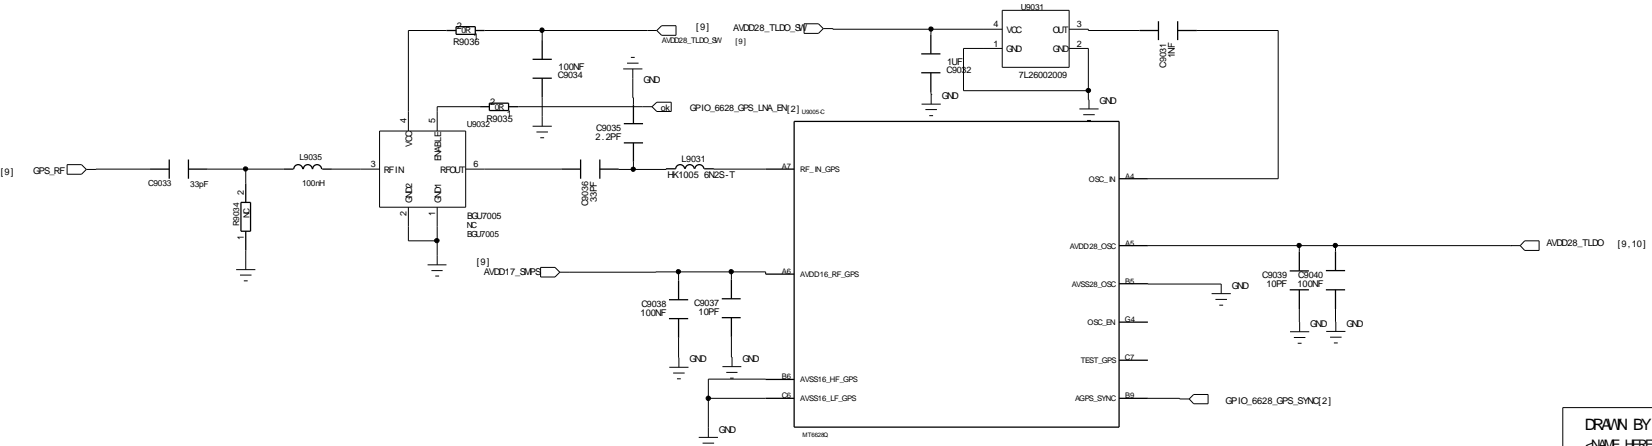 U9031
2
0R
R9036
[9]
AVDD28_TLDO_SW
[9]
AVDD28_TLDO_SW
4
VCC
OUT
3
1
GND
GND
2
7L26002009
1UF
C9032
GND
GND
C9031
1NF
100NF
C9034
GND
2
0R
R9035
ok
GPIO_6628_GPS_LNA_EN[2]
U9005-C
4
5
U9032
VCC
ENABLE
3
RFIN
RFOUT
6
GND2
GND1
2
1
BGU7005
NC
BGU7005
[9]
GPS_RF
C9033
33pF
L9035
100nH
R9034
NC
2
1
C9035
2.2PF
C9036
33PF
L9031
HK1005 6N2S-T
A7
RF_IN_GPS
OSC_IN
A4
[9]
AVDD17_SMPS
A6
AVDD16_RF_GPS
C9038
100NF
C9037
10PF
GND
GND
AVDD28_OSC
A5
AVDD28_TLDO
[9,10]
C9039
10PF
C9040
100NF
GND
GND
AVSS28_OSC
B5
GND
OSC_EN
G4
TEST_GPS
C7
B6
AVSS16_HF_GPS
C6
AVSS16_LF_GPS
GND
AGPS_SYNC
B9
GPIO_6628_GPS_SYNC[2]
MT6628Q
DRAWN BY